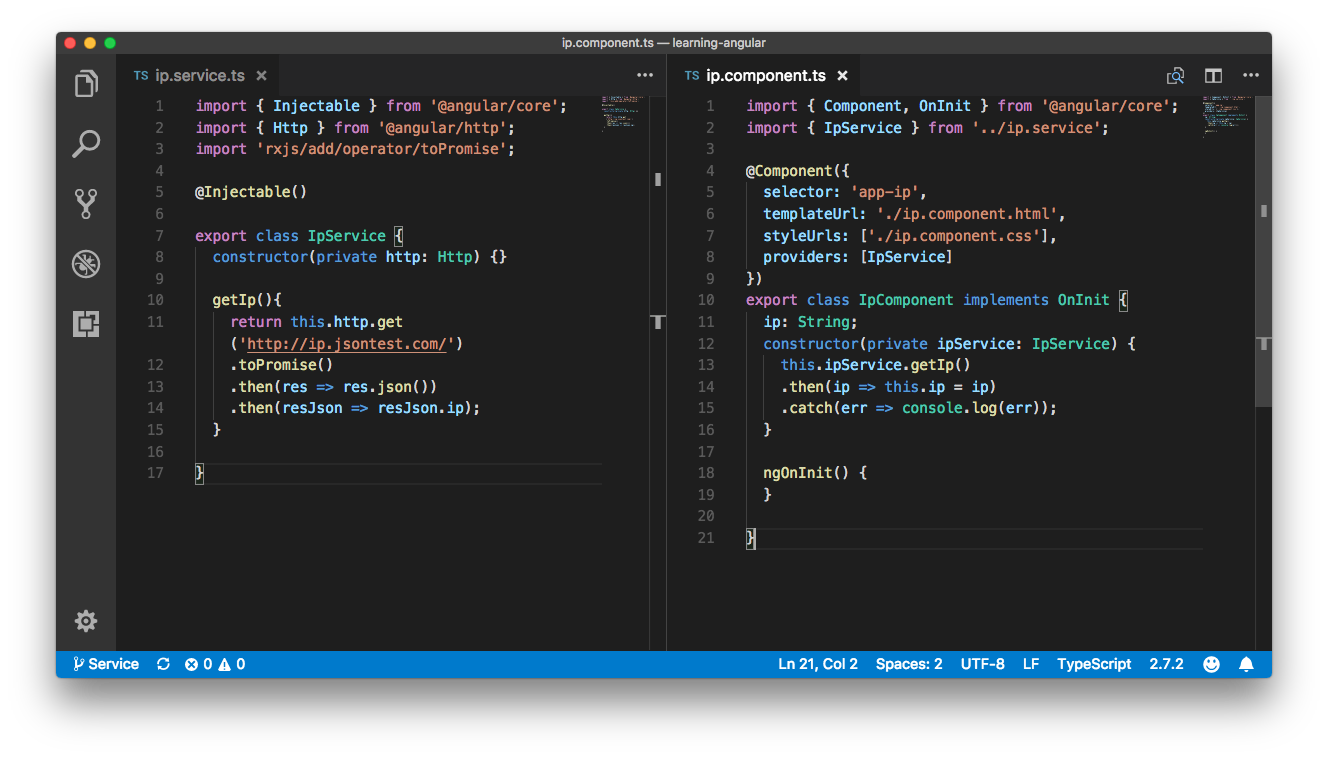 ip.component.ts — learning-angular
TS ip.service.ts ×
1 import { Injectable } from '@angular/core';
2 import { Http } from '@angular/http';
3 import 'rxjs/add/operator/toPromise';
4
5 @Injectable()
6
7 export class IpService {
8 constructor(private http: Http) {}
9
10 getIp(){
11 return this.http.get
('http://ip.jsontest.com/')
12 .toPromise()
13 .then(res => res.json())
14 .then(resJson => resJson.ip);
15 }
16
17 }
TS ip.component.ts ×
1 import { Component, OnInit } from '@angular/core';
2 import { IpService } from '../ip.service';
3
4 @Component({
5 selector: 'app-ip',
6 templateUrl: './ip.component.html',
7 styleUrls: ['./ip.component.css'],
8 providers: [IpService]
9 })
10 export class IpComponent implements OnInit {
11 ip: String;
12 constructor(private ipService: IpService) {
13 this.ipService.getIp()
14 .then(ip => this.ip = ip)
15 .catch(err => console.log(err));
16 }
17
18 ngOnInit() {
19 }
20
21 }
Service 0 0 Ln 21, Col 2 Spaces: 2 UTF-8 LF TypeScript 2.7.2